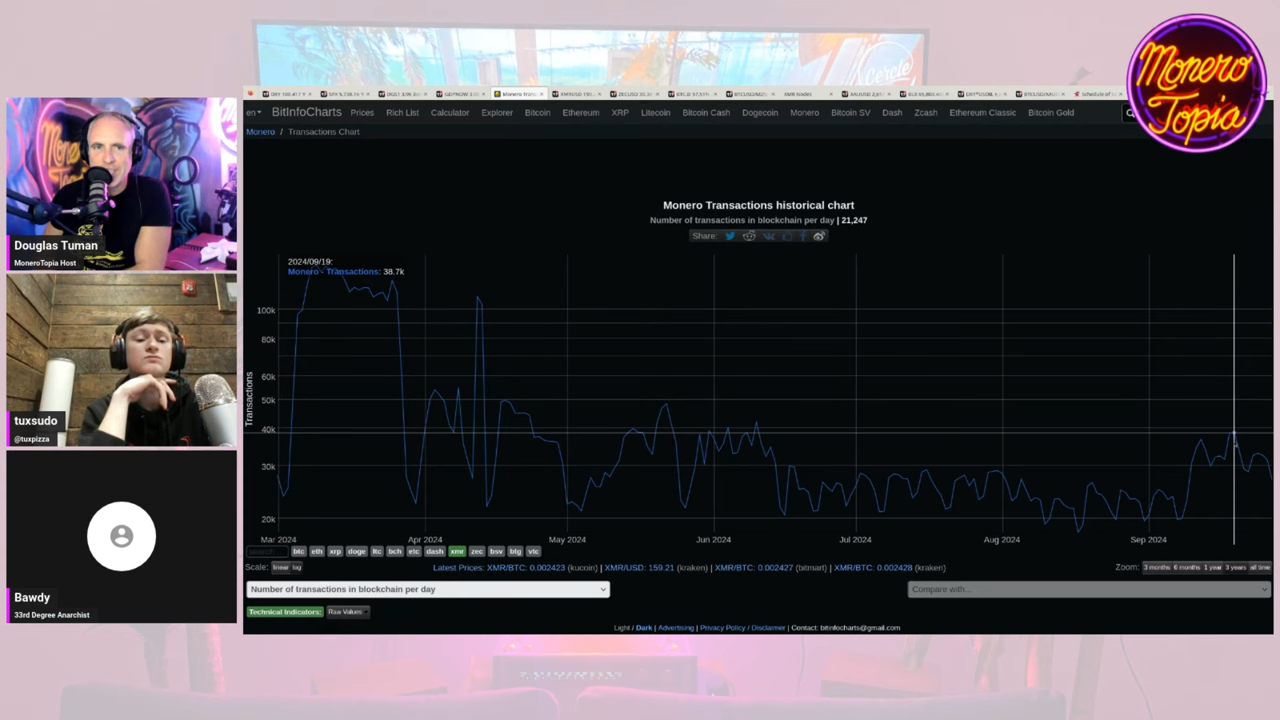 Monero
Topia
en
BitInfoCharts
Prices
Rich List
Calculator
Explorer
Bitcoin
Ethereum
XRP
Litecoin
Bitcoin Cash
Dogecoin
Monero
Bitcoin SV
Dash
Zcash
Ethereum Classic
Bitcoin Gold
Monero / Transactions Chart
Monero Transactions historical chart
Number of transactions in blockchain per day | 21,247
Share:
2024/09/19:
Monero - Transactions: 38.7k
Transactions
100k
80k
60k
50k
40k
30k
20k
Mar 2024
Apr 2024
May 2024
Jun 2024
Jul 2024
Aug 2024
Sep 2024
search
btc
eth
xrp
doge
ltc
bch
etc
dash
xmr
zec
bsv
btg
vtc
Scale: linear log
Latest Prices: XMR/BTC: 0.002423 (kucoin) | XMR/USD: 159.21 (kraken) | XMR/BTC: 0.002427 (bitmart) | XMR/BTC: 0.002428 (kraken)
Zoom: 3 months 6 months 1 year 3 years all time
Number of transactions in blockchain per day
Compare with...
Technical Indicators: Raw Values
Light / Dark | Advertising | Privacy Policy / Disclaimer | Contact: bitinfocharts@gmail.com
Douglas Tuman
MoneroTopia Host
tuxsudo
@tuxpizza
Bawdy
33rd Degree Anarchist